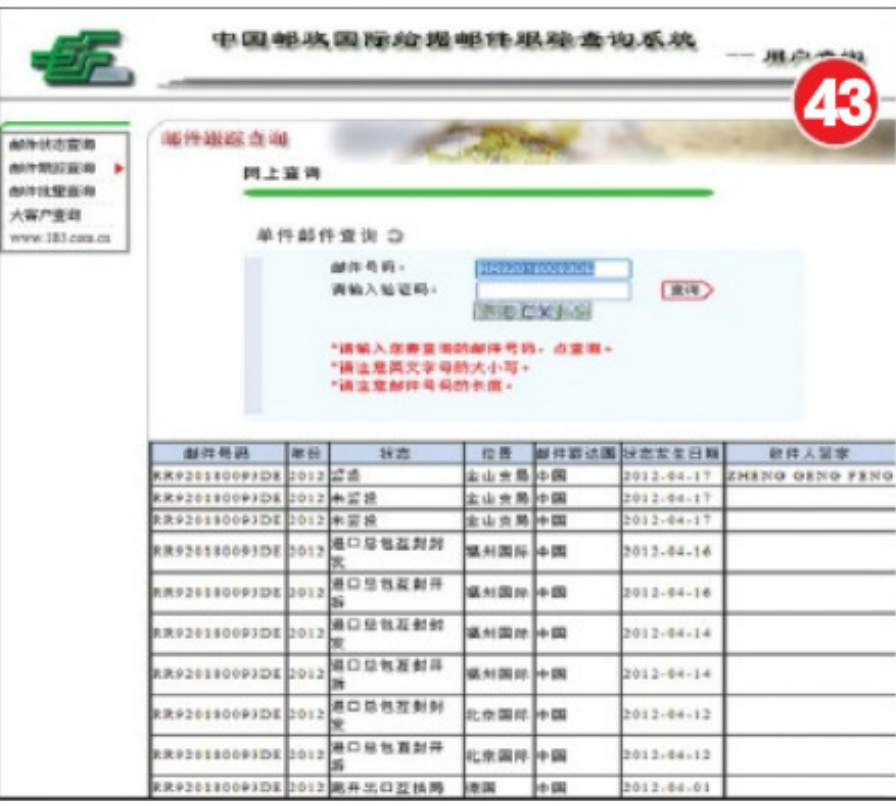 中国邮政国际给据邮件跟踪查询系统
-- 用户查询
43
邮件状态查询
邮件跟踪查询
邮件批量查询
大客户查询
www.183.com.cn
邮件跟踪查询
网上查询
单件邮件查询
邮件号码:
RR920180093DE
请输入验证码:
查询
*请输入您要查询的邮件号码,点查询。
*请注意英文字母的大小写。
*请注意邮件号码的长度。
邮件号码 年份 状态 位置 邮件寄达国 状态发生日期 收件人签字
RR920180093DE 2012 妥投 金山支局 中国 2012-04-17 ZHENG GENG FENG
RR920180093DE 2012 未妥投 金山支局 中国 2012-04-17
RR920180093DE 2012 未妥投 金山支局 中国 2012-04-17
RR920180093DE 2012 进口总包互封封发 福州国际 中国 2012-04-16
RR920180093DE 2012 进口总包互封开拆 福州国际 中国 2012-04-16
RR920180093DE 2012 进口总包互封封发 福州国际 中国 2012-04-14
RR920180093DE 2012 进口总包互封开拆 福州国际 中国 2012-04-14
RR920180093DE 2012 进口总包互封封发 北京国际 中国 2012-04-12
RR920180093DE 2012 进口总包直封开拆 北京国际 中国 2012-04-12
RR920180093DE 2012 离开出口互换局 德国 中国 2012-04-01